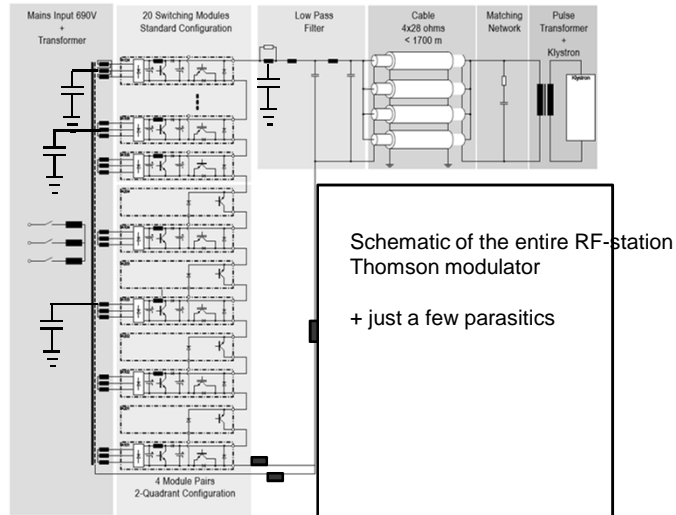 Mains Input 690V
+
Transformer
20 Switching Modules
Standard Configuration
Low Pass
Filter
Cable
4x28 ohms
< 1700 m
Matching
Network
Pulse
Transformer
+
Klystron
Klystron
Schematic of the entire RF-station
Thomson modulator
+ just a few parasitics
4 Module Pairs
2-Quadrant Configuration